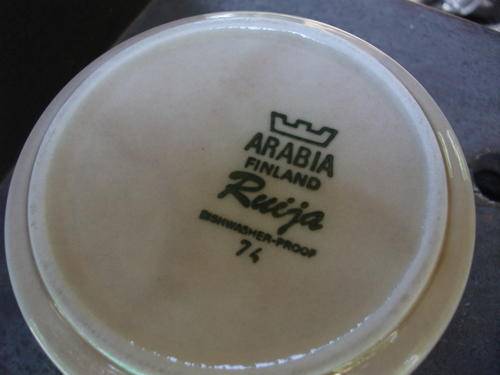 ARABIA
FINLAND
Ruija
DISHWASHER-PROOF
74